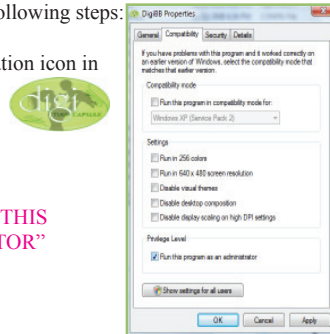 ollowing steps:
ation icon in
digi
THIS
TOR”
DigiBB Properties
General Compatibility Security Details
If you have problems with this program and it worked correctly on
an earlier version of Windows, select the compatibility mode that
matches that earlier version.
Compatibility mode
Run this program in compatibility mode for:
Windows XP (Service Pack 2)
Settings
Run in 256 colors
Run in 640 x 480 screen resolution
Disable visual themes
Disable desktop composition
Disable display scaling on high DPI settings
Privilege Level
Run this program as an administrator
Show settings for all users
OK Cancel Apply